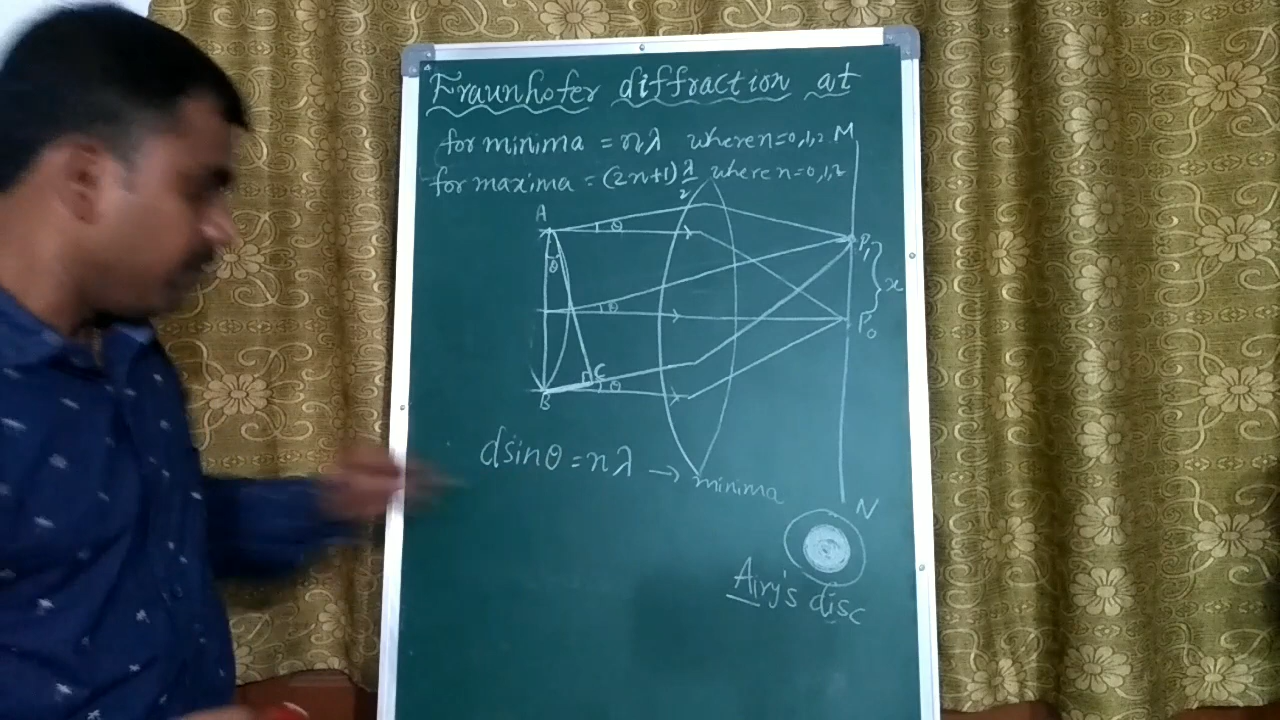 Fraunhofer diffraction at
for minima = nλ where n=0,1,2 M
for maxima = (2n+1) λ/2 where n=0,1,2
A
θ
θ
P₁
x
θ
P₀
C
θ
B
dsinθ = nλ → minima
N
Airy's disc